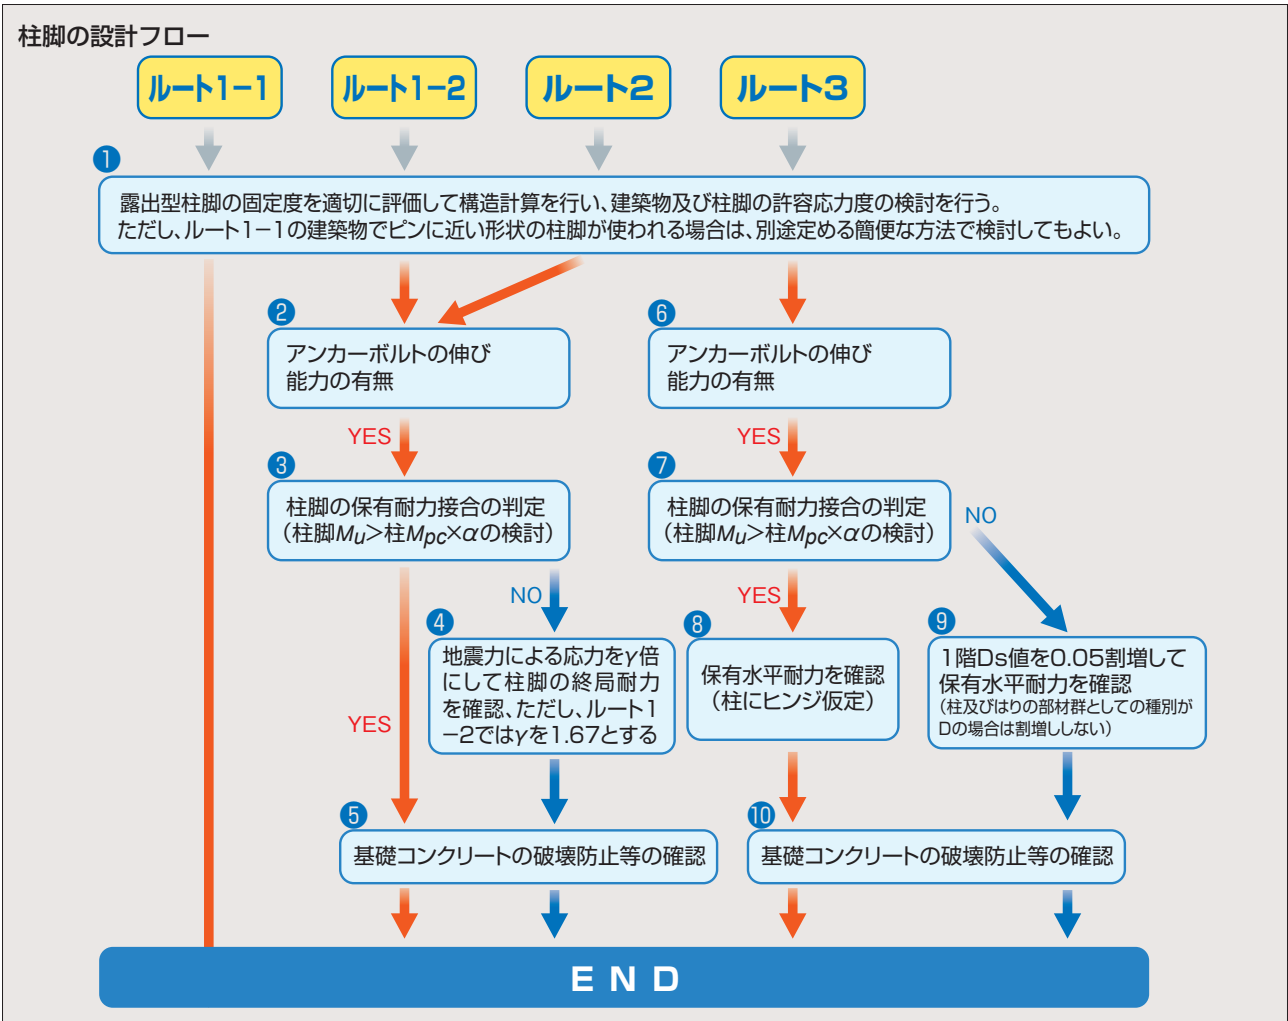 柱脚の設計フロー
ルート1−1
ルート1−2
ルート2
ルート3
❶
露出型柱脚の固定度を適切に評価して構造計算を行い、建築物及び柱脚の許容応力度の検討を行う。
ただし、ルート1−1の建築物でピンに近い形状の柱脚が使われる場合は、別途定める簡便な方法で検討してもよい。
❷
アンカーボルトの伸び
能力の有無
❻
アンカーボルトの伸び
能力の有無
YES
YES
❸
柱脚の保有耐力接合の判定
（柱脚Mu>柱Mpc×αの検討）
❼
柱脚の保有耐力接合の判定
（柱脚Mu>柱Mpc×αの検討）
NO
NO
YES
❹
地震力による応力をγ倍
にして柱脚の終局耐力
を確認、ただし、ルート1
−2ではγを1.67とする
YES
❽
保有水平耐力を確認
（柱にヒンジ仮定）
❾
1階Ds値を0.05割増して
保有水平耐力を確認
（柱及びはりの部材群としての種別が
Dの場合は割増ししない）
❺
基礎コンクリートの破壊防止等の確認
❿
基礎コンクリートの破壊防止等の確認
END